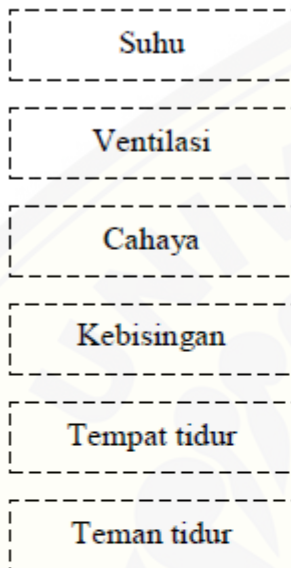 Suhu
Ventilasi
Cahaya
Kebisingan
Tempat tidur
Teman tidur